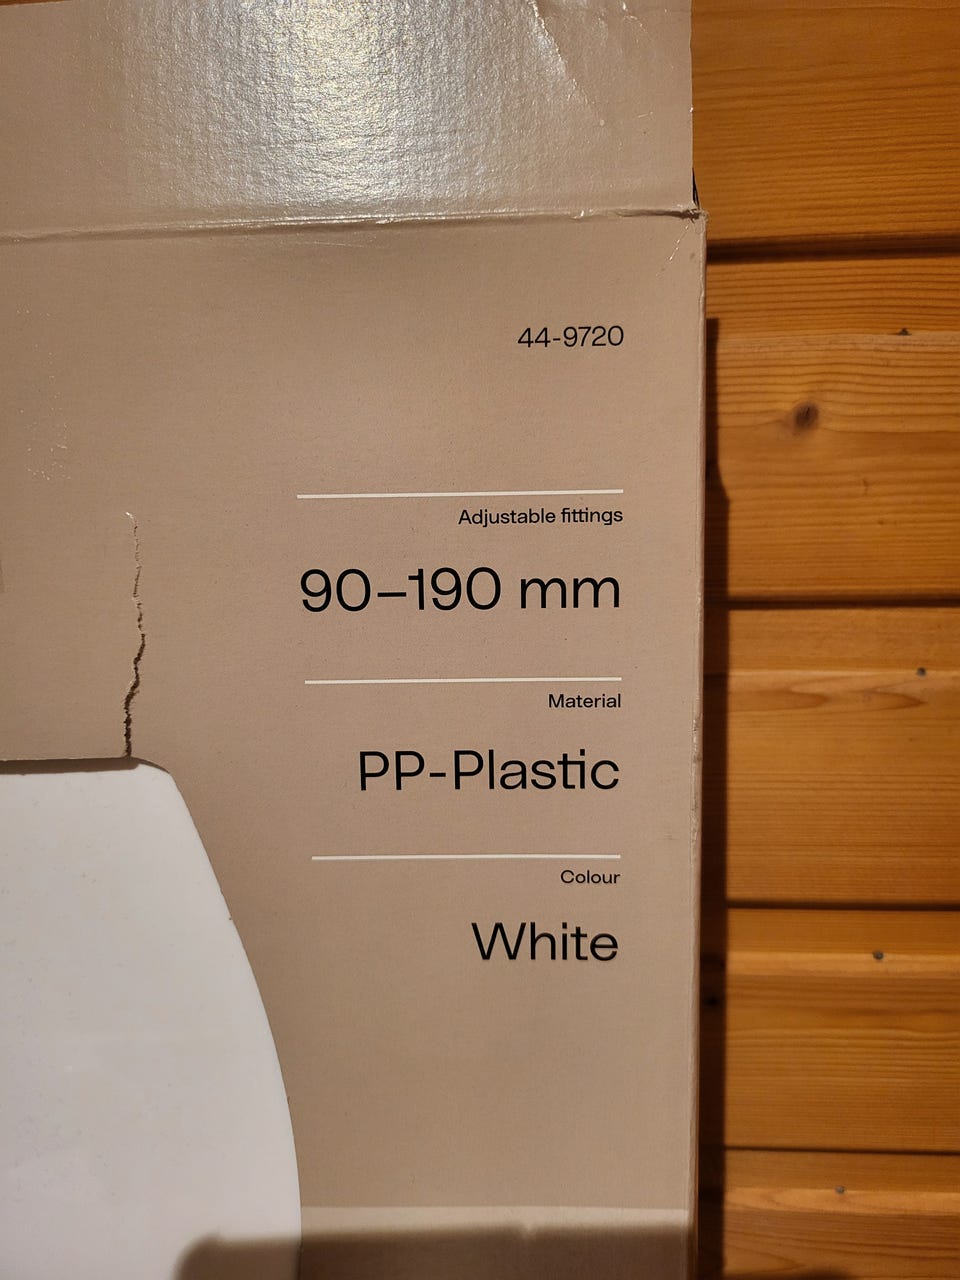 44-9720
Adjustable fittings
90–190 mm
Material
PP-Plastic
Colour
White